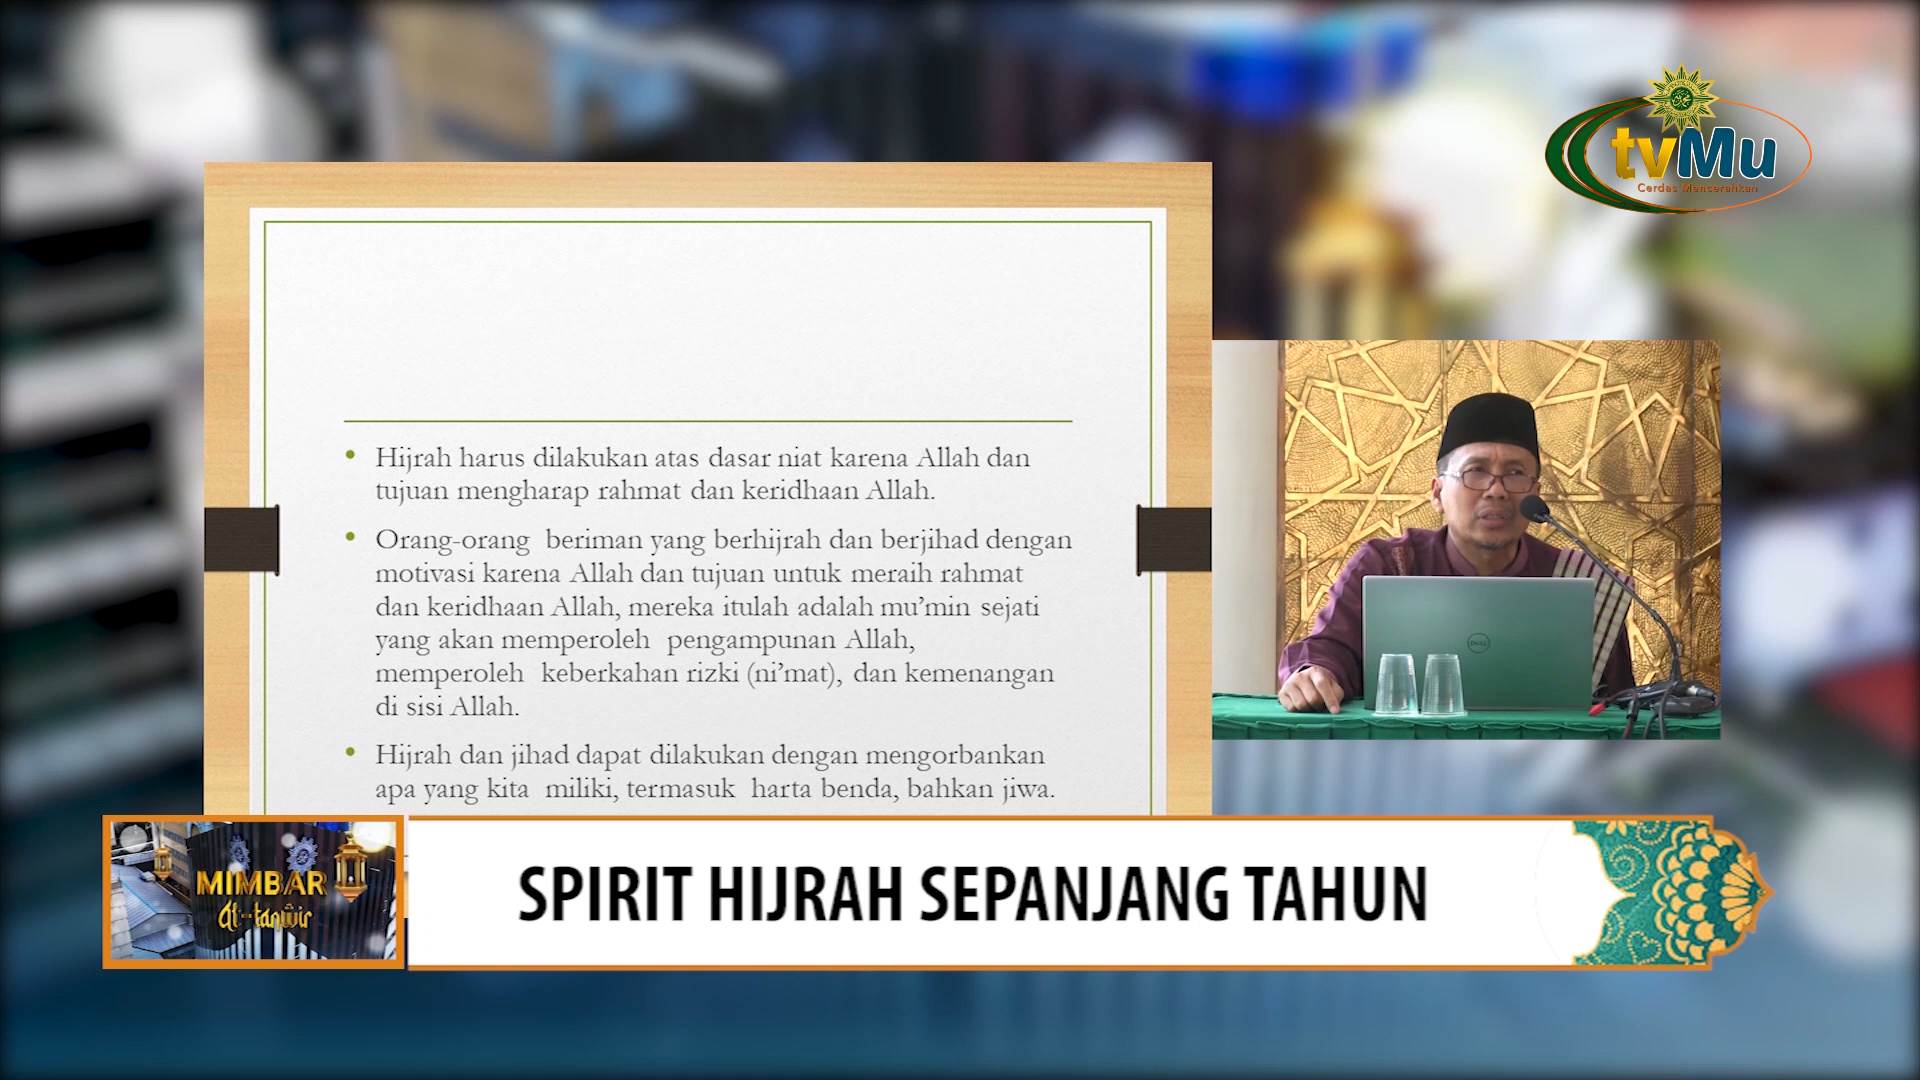 tvMu
Cerdas Mencerahkan
• Hijrah harus dilakukan atas dasar niat karena Allah dan
tujuan mengharap rahmat dan keridhaan Allah.
• Orang-orang beriman yang berhijrah dan berjihad dengan
motivasi karena Allah dan tujuan untuk meraih rahmat
dan keridhaan Allah, mereka itulah adalah mu’min sejati
yang akan memperoleh pengampunan Allah,
memperoleh keberkahan rizki (ni’mat), dan kemenangan
di sisi Allah.
• Hijrah dan jihad dapat dilakukan dengan mengorbankan
apa yang kita miliki, termasuk harta benda, bahkan jiwa.
DELL
MIMBAR
At-tanwir
SPIRIT HIJRAH SEPANJANG TAHUN